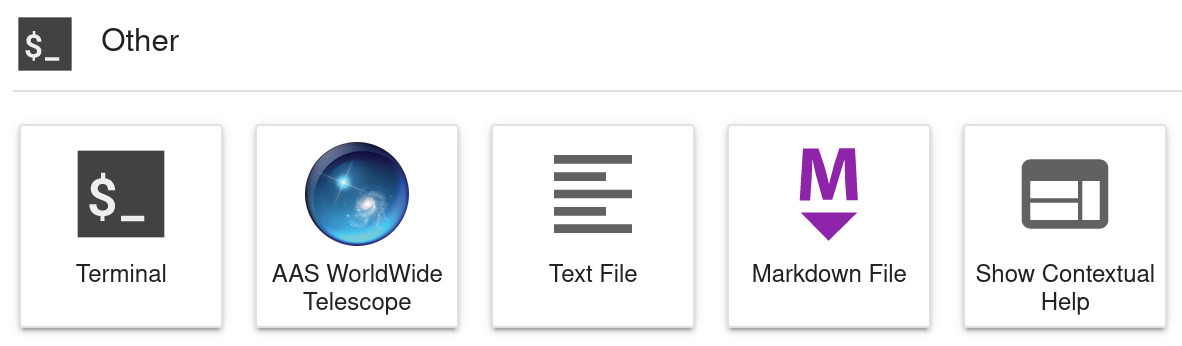 $_ Other
$_
M
Terminal
AAS WorldWide
Telescope
Text File
Markdown File
Show Contextual
Help